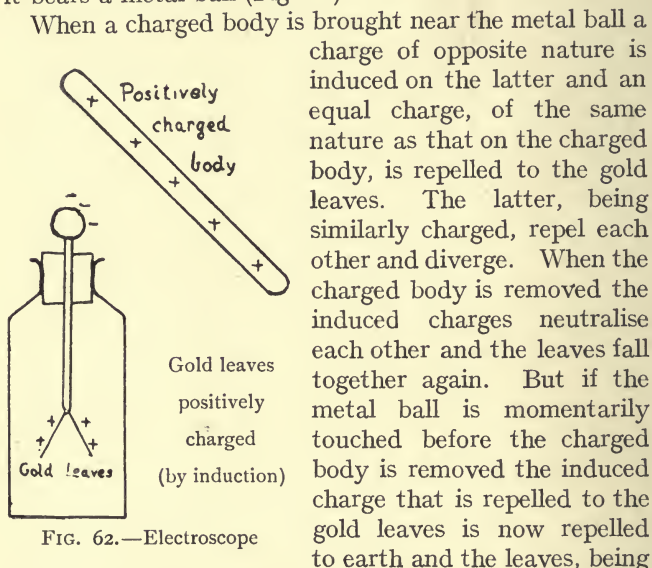 When a charged body is brought near the metal ball a
charge of opposite nature is
induced on the latter and an
equal charge, of the same
nature as that on the charged
body, is repelled to the gold
leaves. The latter, being
similarly charged, repel each
other and diverge. When the
charged body is removed the
induced charges neutralise
each other and the leaves fall
together again. But if the
metal ball is momentarily
touched before the charged
body is removed the induced
charge that is repelled to the
gold leaves is now repelled
to earth and the leaves, being
Positively
charged
body
+ + + + +
- - -
+ +
+ +
Gold leaves
Gold leaves
positively
charged
(by induction)
FIG. 62.—Electroscope